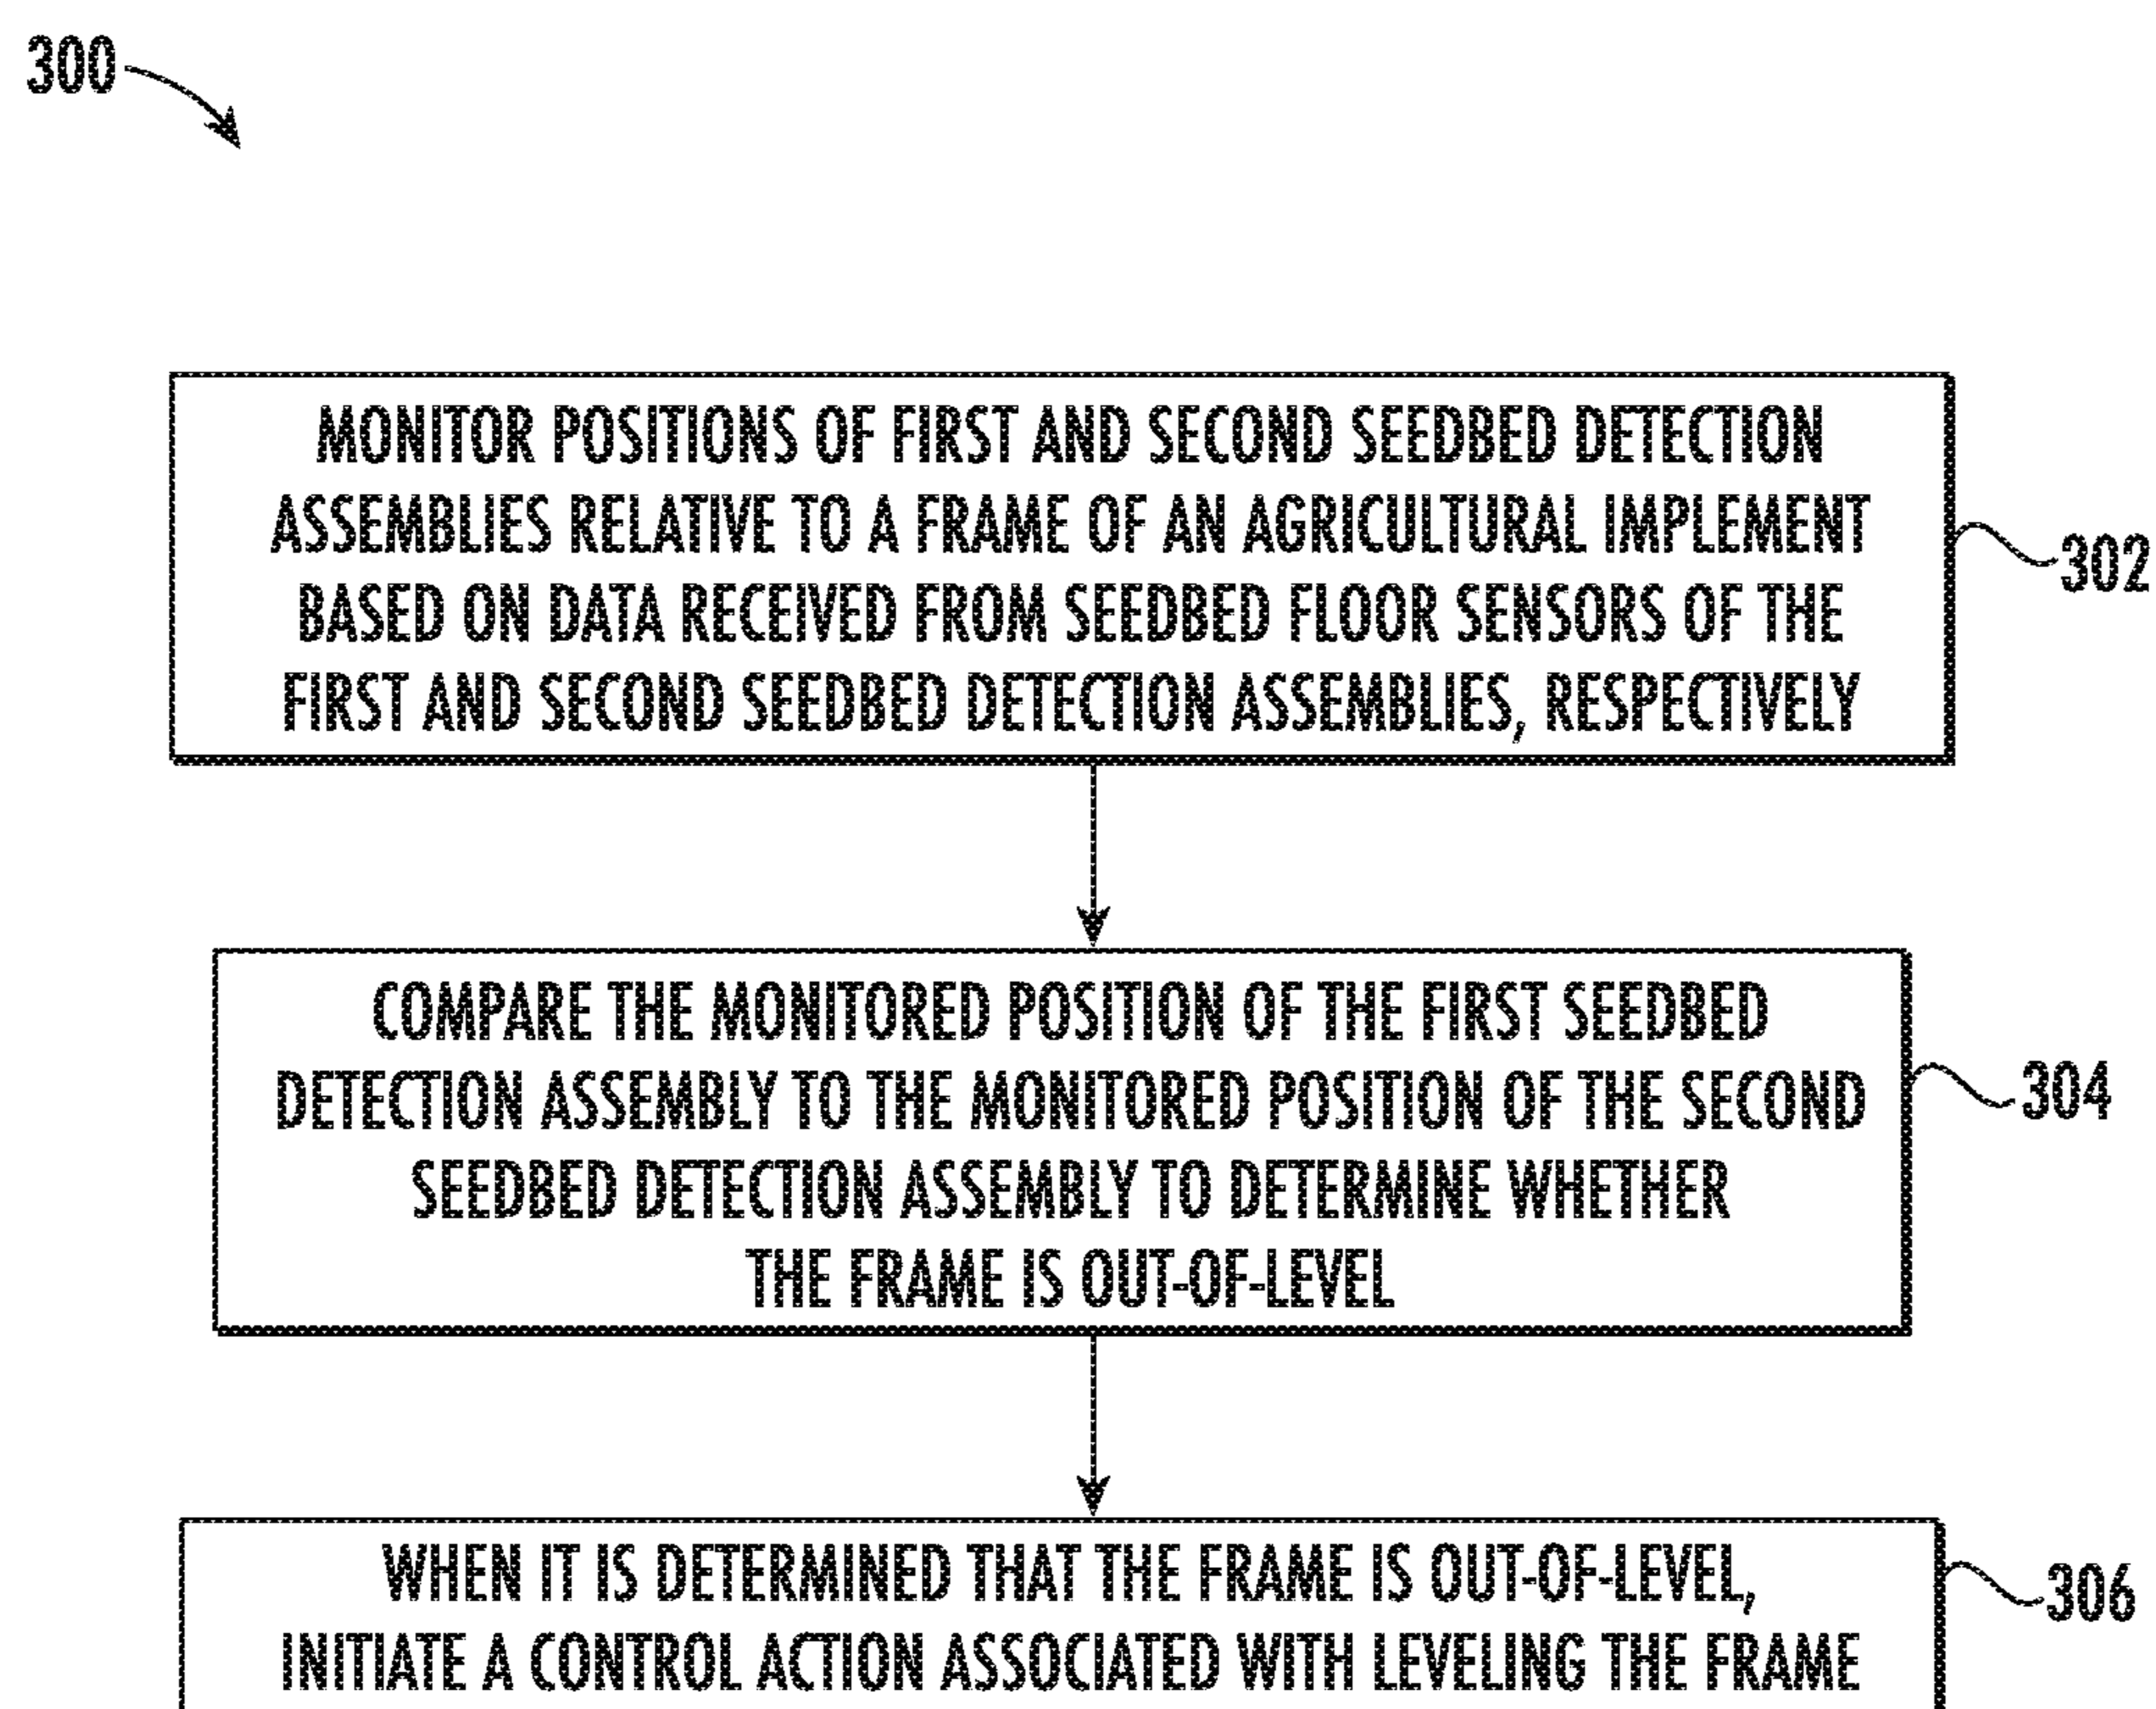 300
MONITOR POSITIONS OF FIRST AND SECOND SEEDBED DETECTION
ASSEMBLIES RELATIVE TO A FRAME OF AN AGRICULTURAL IMPLEMENT
BASED ON DATA RECEIVED FROM SEEDBED FLOOR SENSORS OF THE
FIRST AND SECOND SEEDBED DETECTION ASSEMBLIES, RESPECTIVELY
302
COMPARE THE MONITORED POSITION OF THE FIRST SEEDBED
DETECTION ASSEMBLY TO THE MONITORED POSITION OF THE SECOND
SEEDBED DETECTION ASSEMBLY TO DETERMINE WHETHER
THE FRAME IS OUT-OF-LEVEL
304
WHEN IT IS DETERMINED THAT THE FRAME IS OUT-OF-LEVEL,
INITIATE A CONTROL ACTION ASSOCIATED WITH LEVELING THE FRAME
306